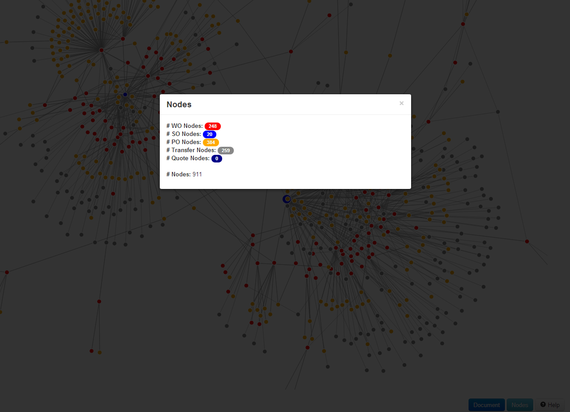 Nodes ×
# WO Nodes: 248
# SO Nodes: 20
# PO Nodes: 384
# Transfer Nodes: 259
# Quote Nodes: 0
# Nodes: 911
Document Nodes Help